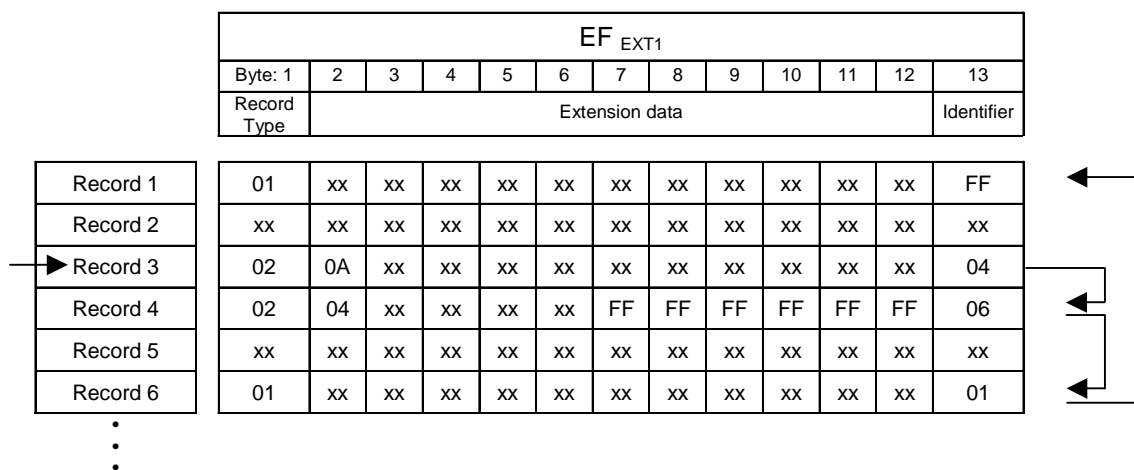 EF EXT1
Byte: 1 2 3 4 5 6 7 8 9 10 11 12 13
Record Type Extension data Identifier
Record 1 01 xx xx xx xx xx xx xx xx xx xx xx FF
Record 2 xx xx xx xx xx xx xx xx xx xx xx xx xx
Record 3 02 0A xx xx xx xx xx xx xx xx xx xx 04
Record 4 02 04 xx xx xx xx FF FF FF FF FF FF 06
Record 5 xx xx xx xx xx xx xx xx xx xx xx xx xx
Record 6 01 xx xx xx xx xx xx xx xx xx xx xx 01